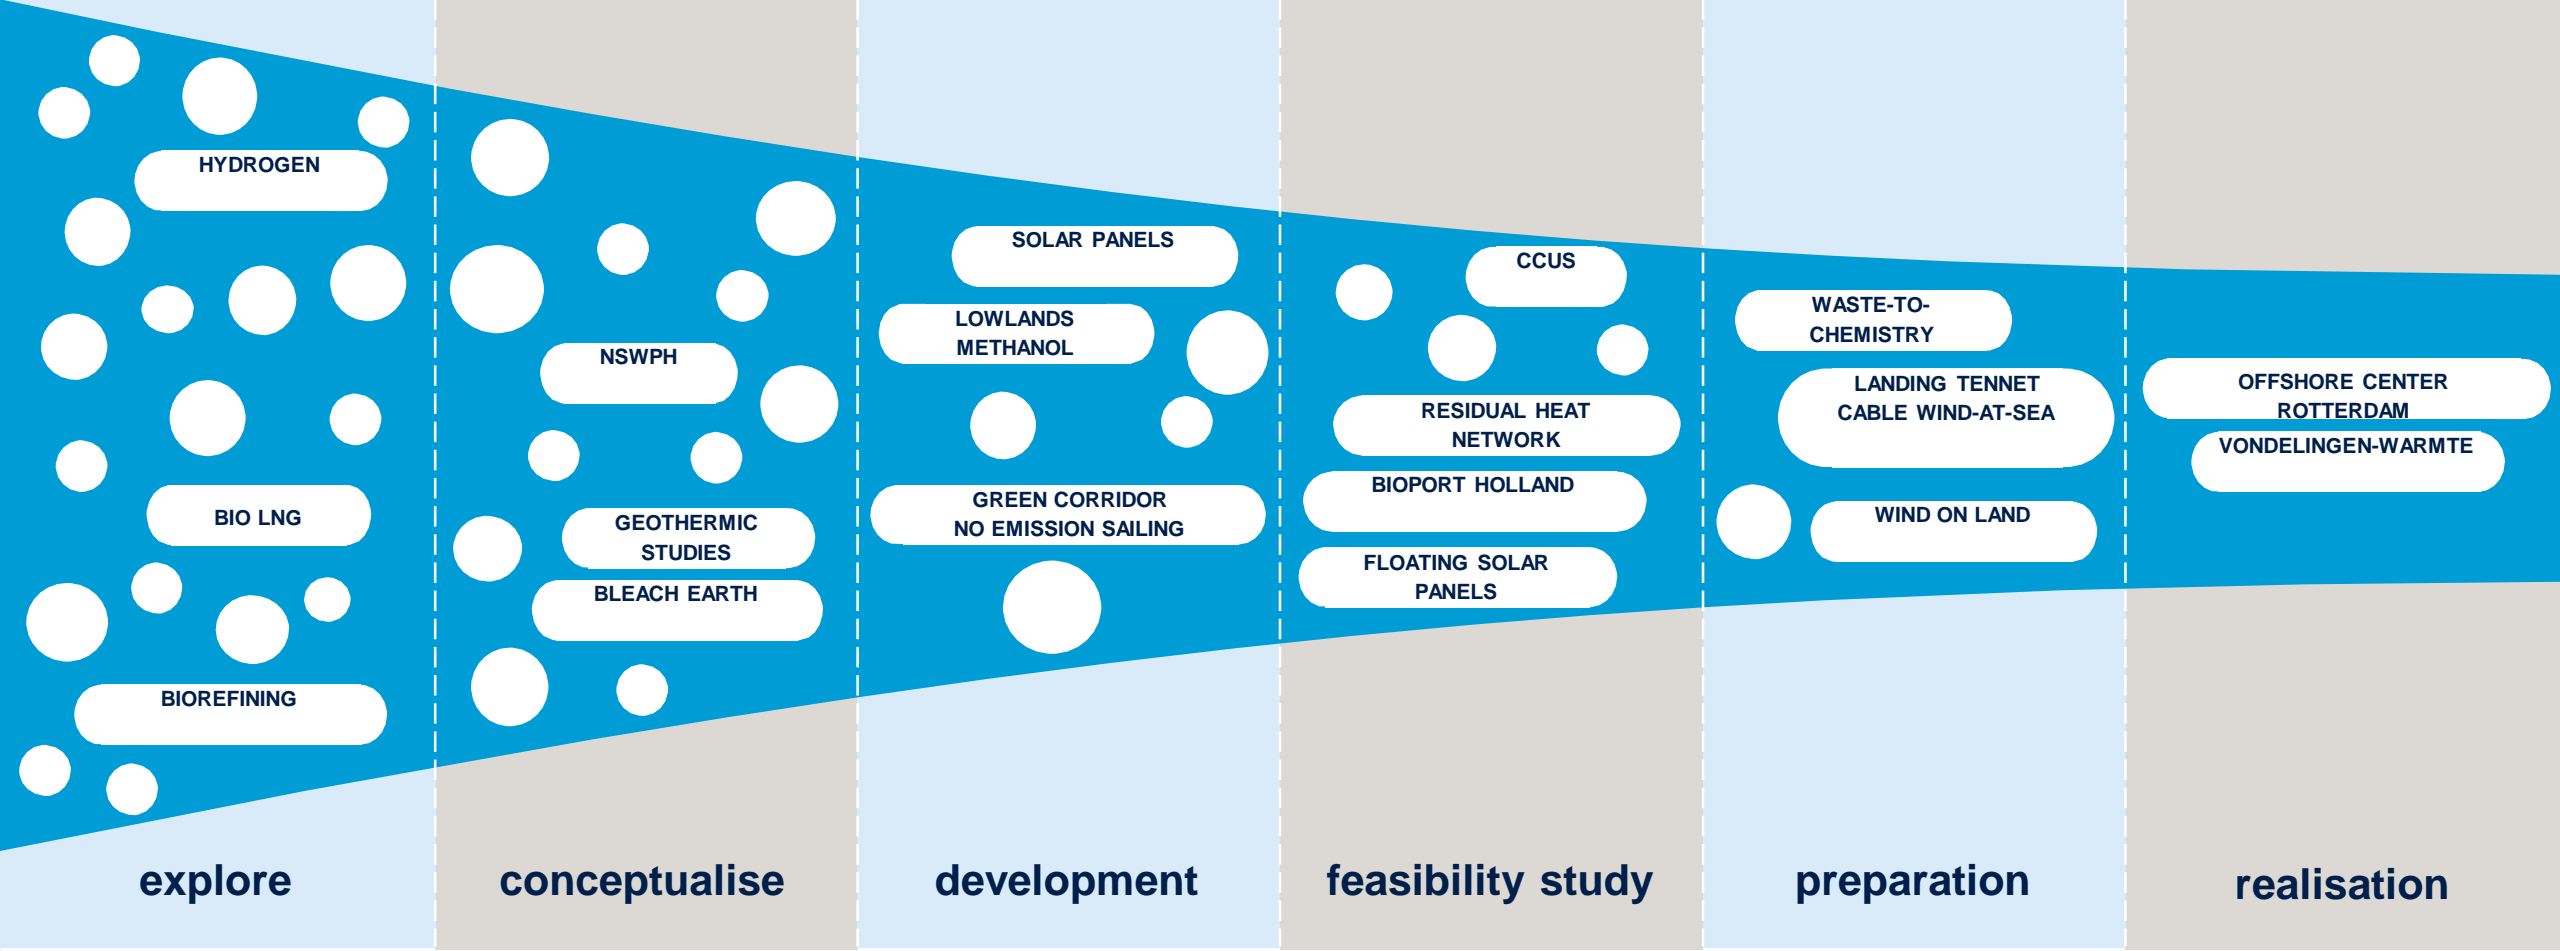 HYDROGEN
BIO LNG
BIOREFINING
NSWPH
GEOTHERMIC
STUDIES
BLEACH EARTH
SOLAR PANELS
LOWLANDS
METHANOL
GREEN CORRIDOR
NO EMISSION SAILING
CCUS
RESIDUAL HEAT
NETWORK
BIOPORT HOLLAND
FLOATING SOLAR
PANELS
WASTE-TO-
CHEMISTRY
LANDING TENNET
CABLE WIND-AT-SEA
WIND ON LAND
OFFSHORE CENTER
ROTTERDAM
VONDELINGEN-WARMTE
explore
conceptualise
development
feasibility study
preparation
realisation